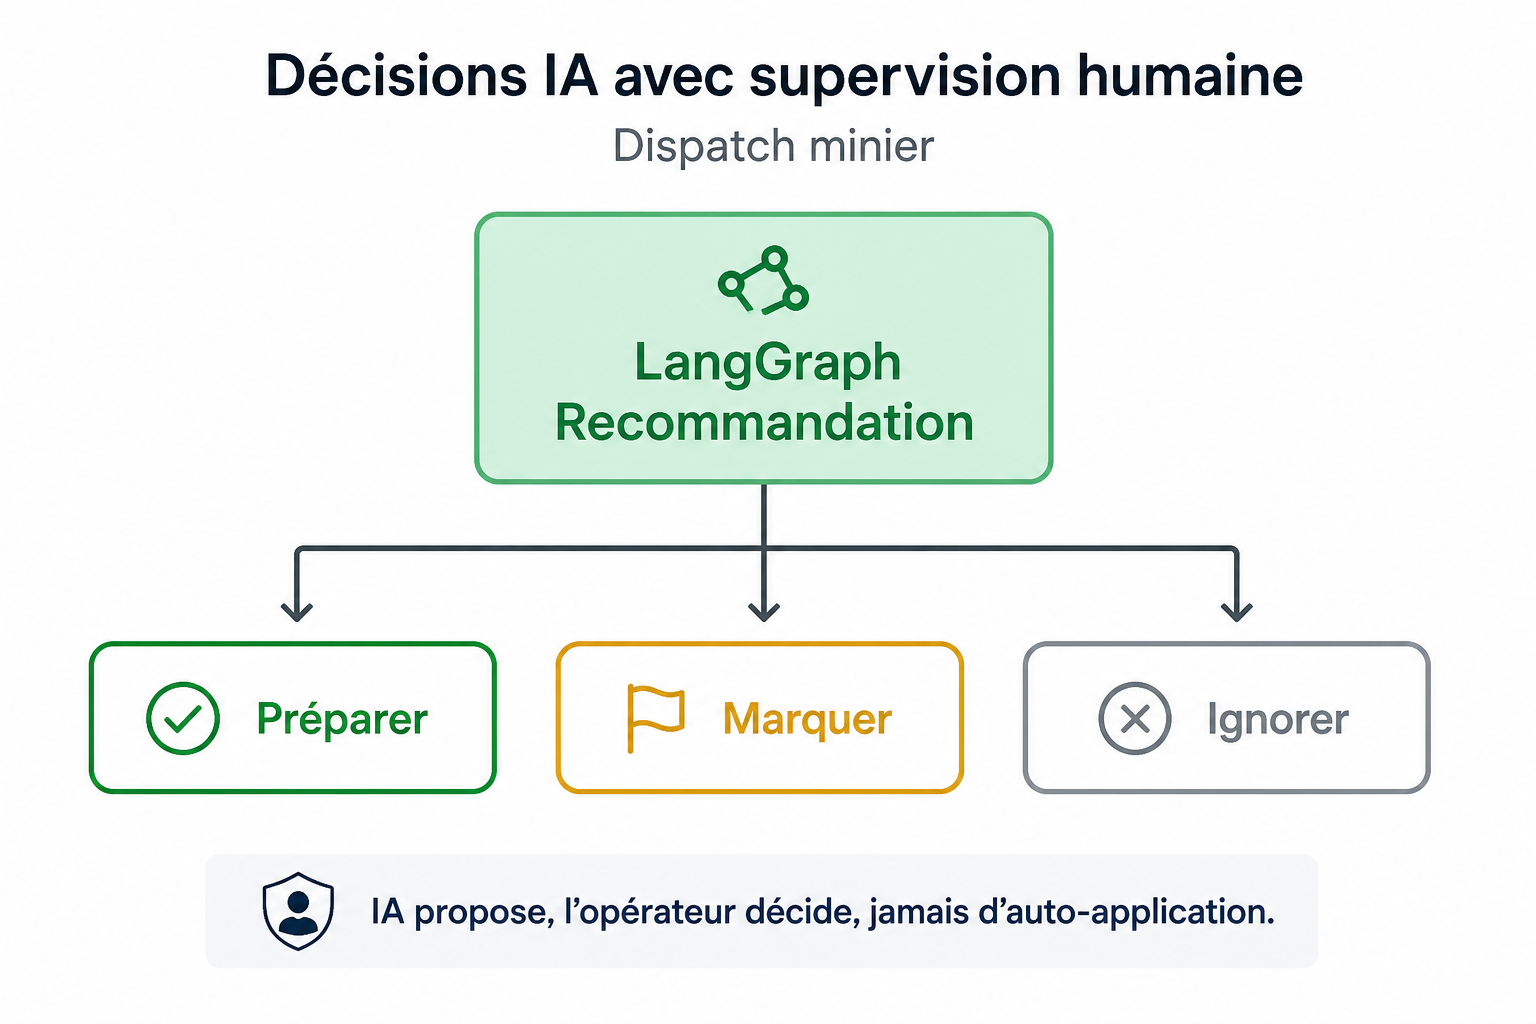 Décisions IA avec supervision humaine
Dispatch minier
LangGraph
Recommandation
Préparer
Marquer
Ignorer
IA propose, l’opérateur décide, jamais d’auto-application.